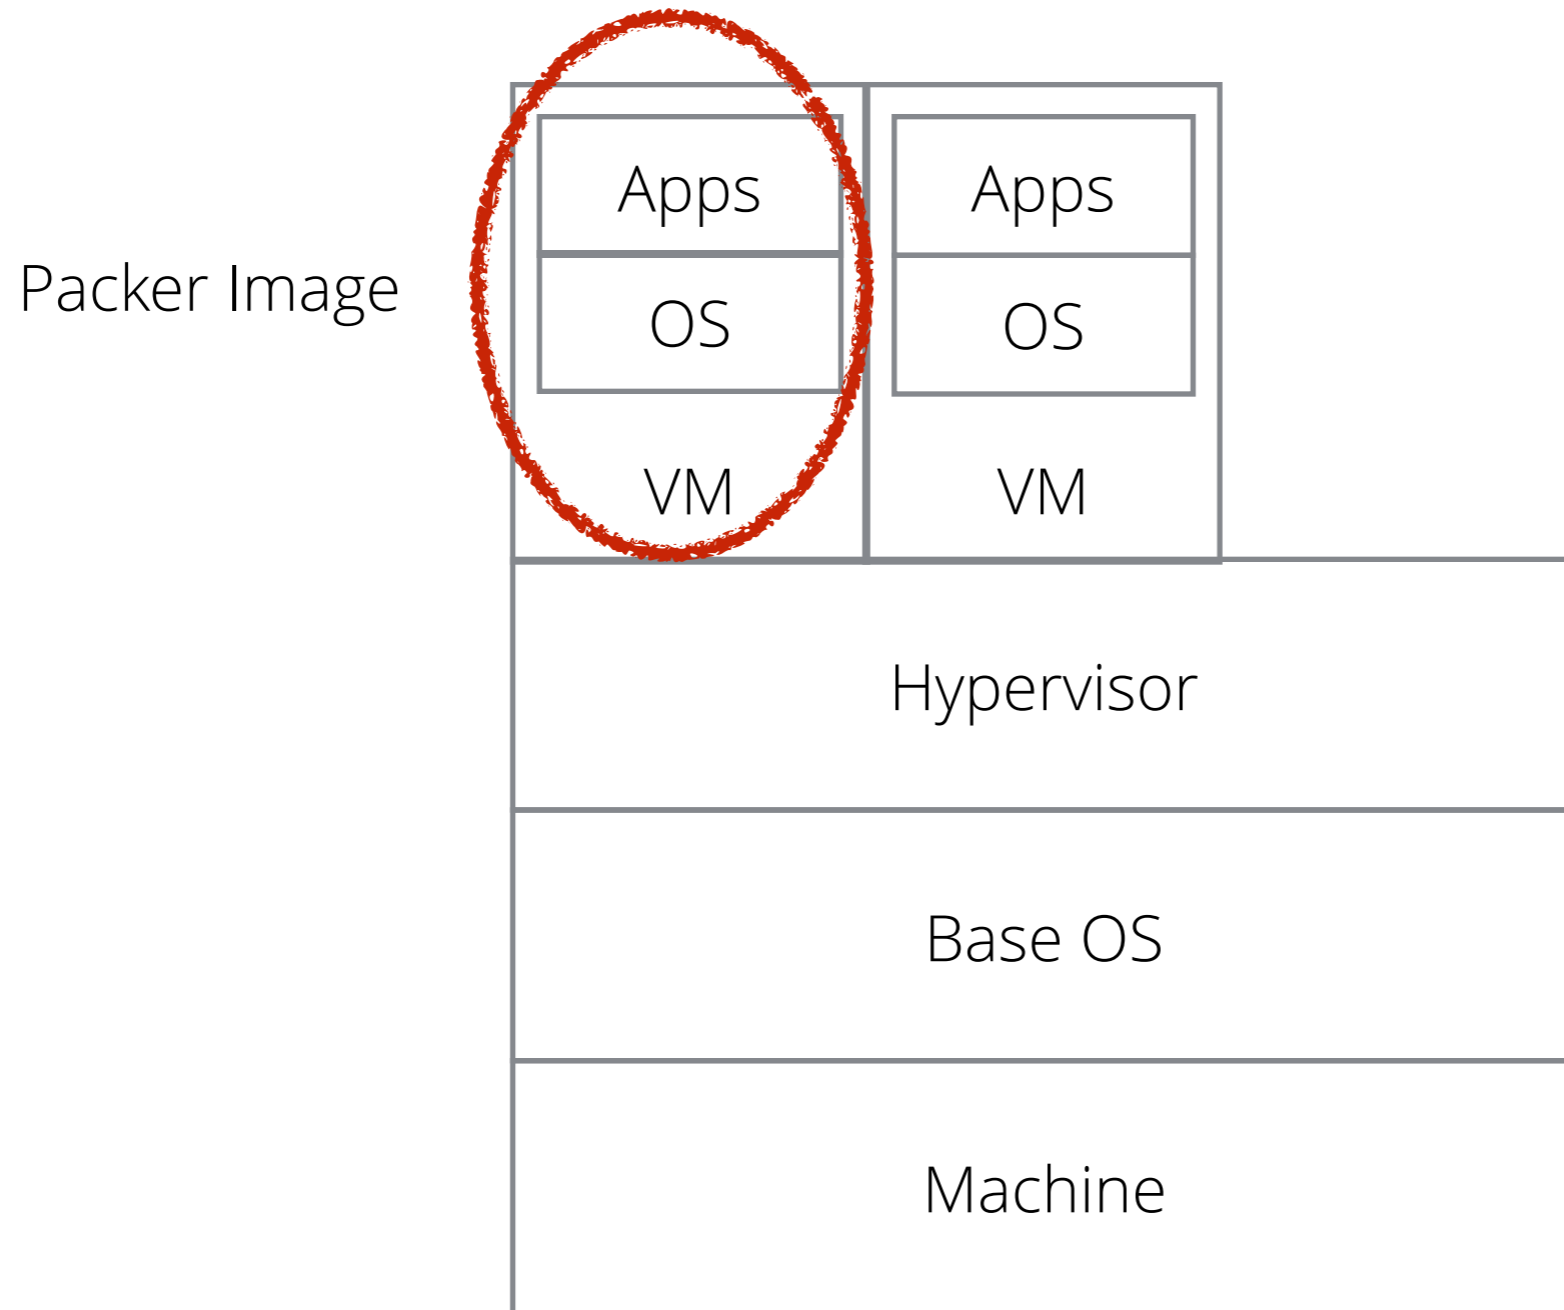 Apps
Apps
Packer Image
OS
OS
VM
VM
Hypervisor
Base OS
Machine